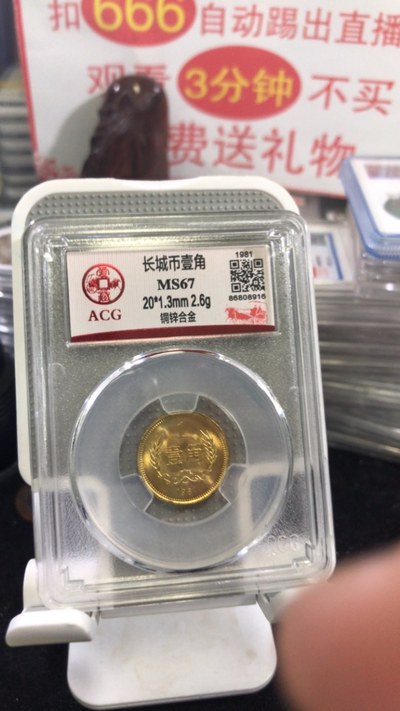 扣666自动踢出直播
观看3分钟不买
费送礼物
长城币壹角
MS67
20*1.3mm 2.6g
铜锌合金
ACG
1981
86808916
壹角